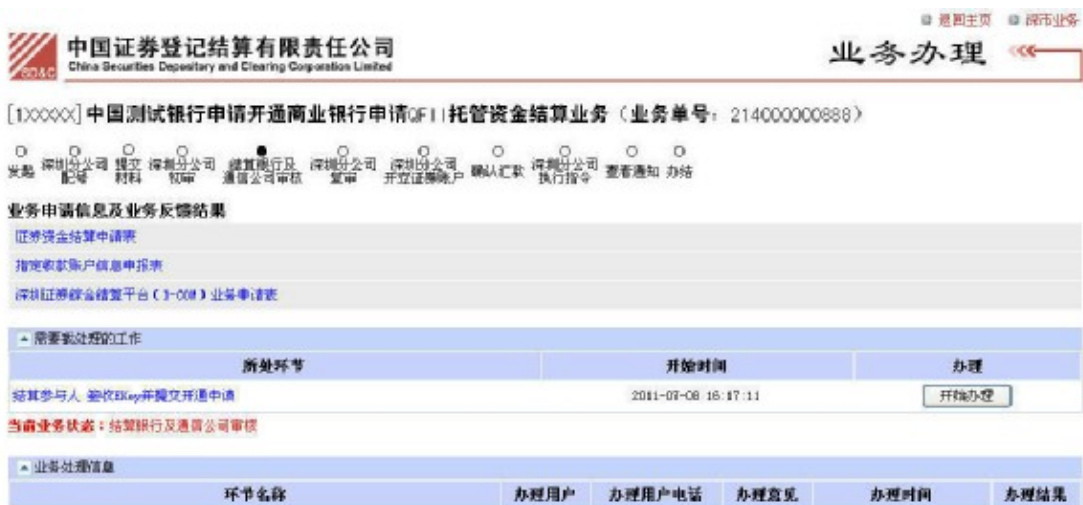 返回主页 深市业务
中国证券登记结算有限责任公司
China Securities Depository and Clearing Corporation Limited
SD&C
业务办理
[1XXXXX]中国测试银行申请开通商业银行申请QFII托管资金结算业务（业务单号：214000000888）
发起 深圳分公司配号 提交材料 深圳分公司初审 结算银行及通信公司审核 深圳分公司复审 深圳分公司开立证券账户 确认汇款 深圳分公司执行指令 查看通知 办结
业务申请信息及业务反馈结果
证券资金结算申请表
指定收款账户信息申报表
深圳证券综合结算平台（D-COM）业务申请表
需要我处理的工作
所处环节 开始时间 办理
结算参与人 签收EKey并提交开通申请 16:17:11 开始办理
当前业务状态：结算银行及通信公司审核
业务处理信息
环节名称 办理用户 办理用户电话 办理意见 办理时间 办理结果